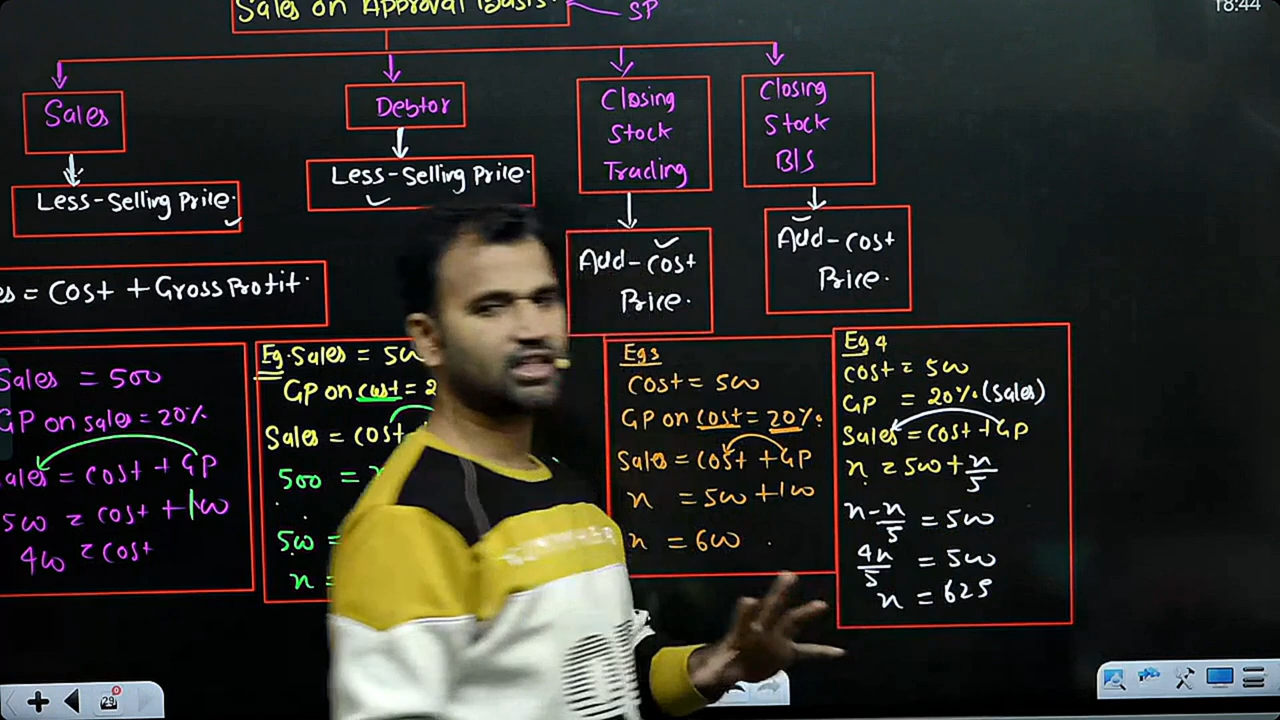 Sales on Approval Basis.
SP
18:44
Sales
Debtor
Closing
Stock
Trading
Closing
Stock
B/S
Less-Selling Price.
Less-Selling Price.
Add-Cost
Price.
Add-Cost
Price.
= Cost + Gross Profit.
Sales = 500
GP on sales = 20%
Sales = Cost + GP
500 = Cost + 100
400 = Cost
Eg. Sales =
GP on cost =
Sales = Cost
500 =
500 =
x =
Eg 3
Cost = 500
GP on cost = 20%.
Sales = Cost + GP
x = 500 + 100
x = 600
Eg 4
Cost = 500
GP = 20% (Sales)
Sales = Cost + GP
x = 500 + x/5
x - x/5 = 500
4x/5 = 500
x = 625
29